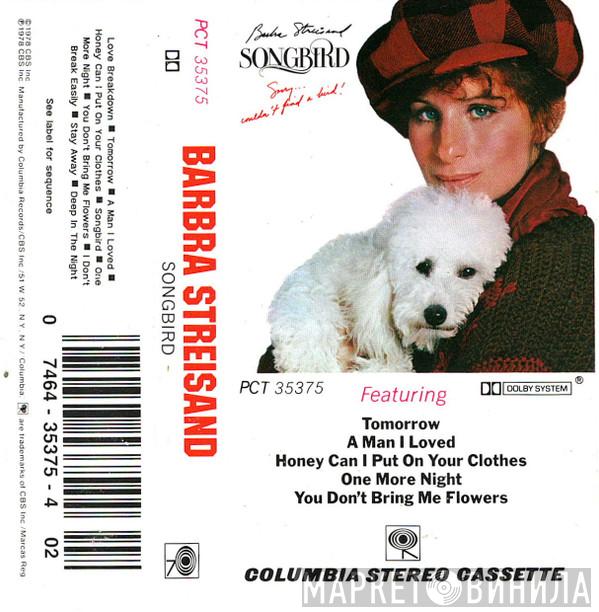 ©1978 CBS Inc.
℗1978 CBS Inc. Manufactured by Columbia Records/CBS Inc./51 W. 52, N.Y., N.Y./"Columbia," are trademarks of CBS Inc./Marcas Reg.
See label for sequence
Love Breakdown ■ Tomorrow ■ A Man I Loved ■
Honey Can I Put On Your Clothes ■ Songbird ■ One
More Night ■ You Don't Bring Me Flowers ■ I Don't
Break Easily ■ Stay Away ■ Deep In The Night
0 7464-35375-4 02
PCT 35375
BARBRA STREISAND
SONGBIRD
Barbra Streisand
SONGBIRD
Sorry...
couldn't find a bird!
PCT 35375
Featuring
DOLBY SYSTEM ®
Tomorrow
A Man I Loved
Honey Can I Put On Your Clothes
One More Night
You Don't Bring Me Flowers
COLUMBIA STEREO CASSETTE
МАРКЕТ ВИНИЛА